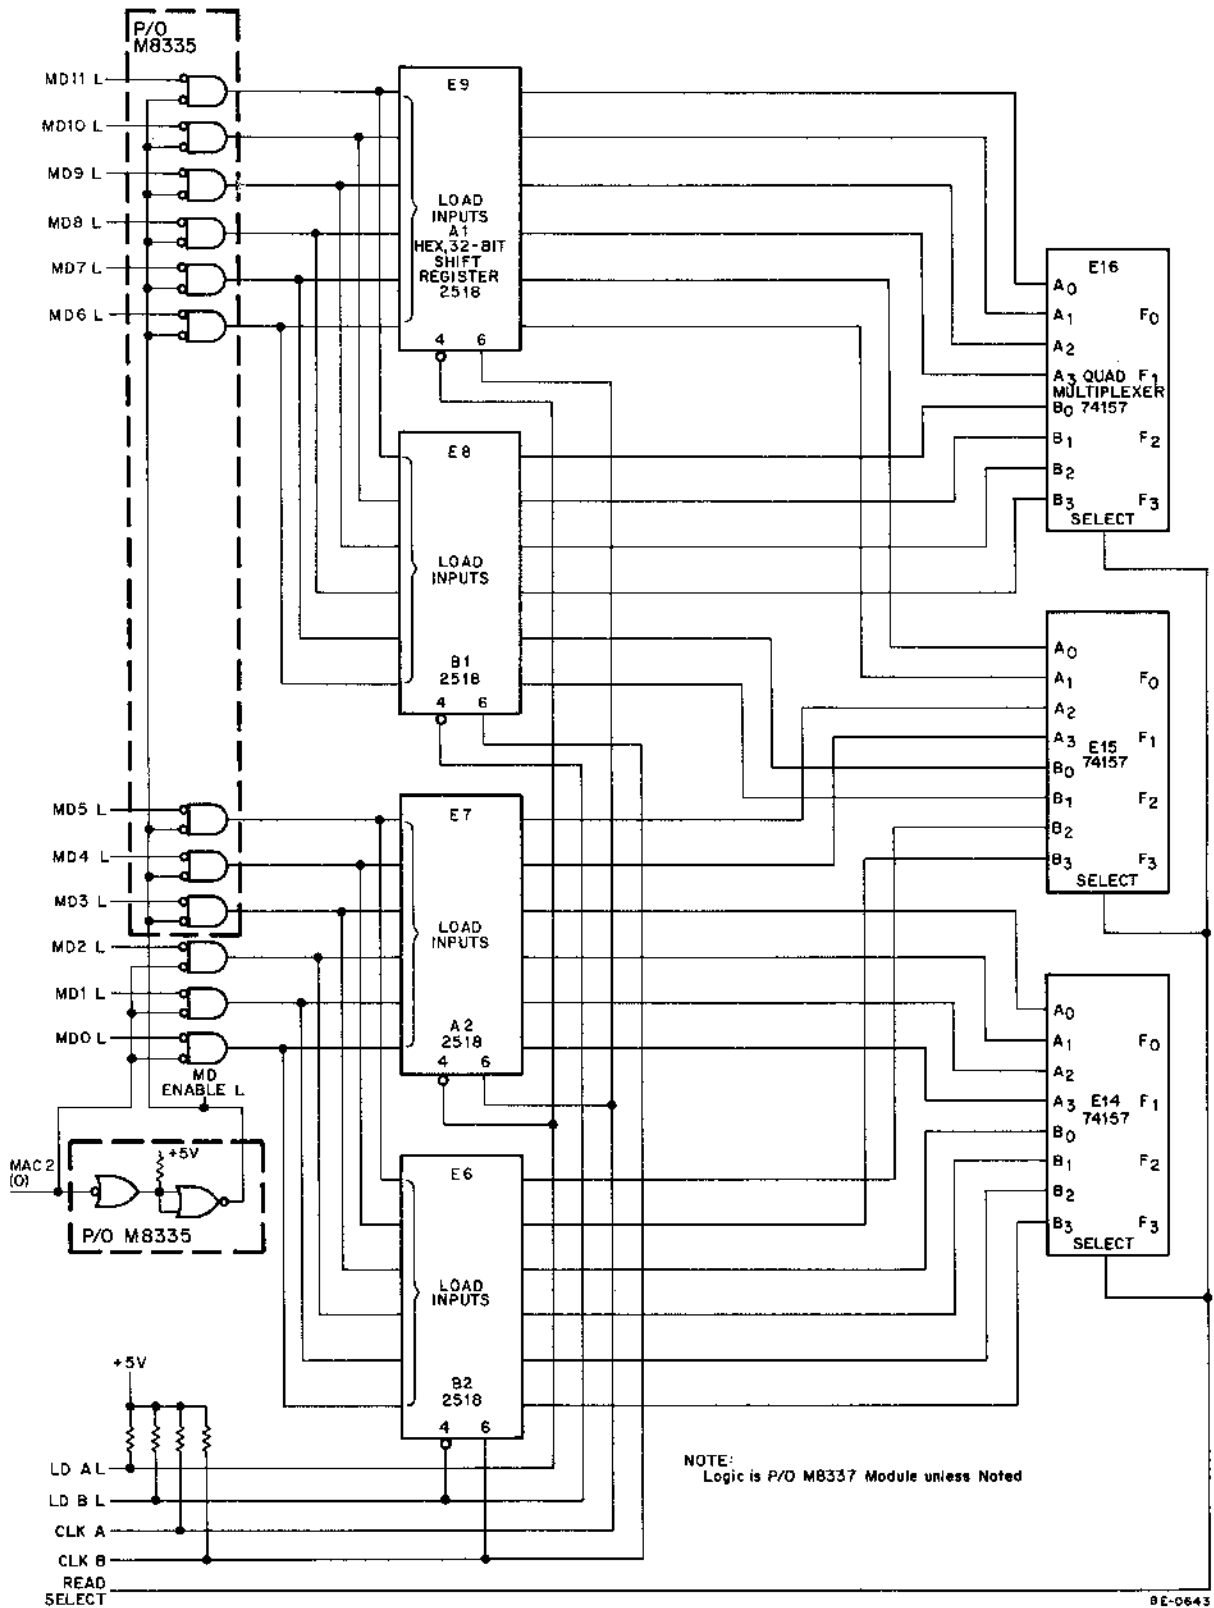 P/O
M8335
MD11 L
MD10 L
MD9 L
MD8 L
MD7 L
MD6 L
E9
LOAD
INPUTS
A1
HEX,32-BIT
SHIFT
REGISTER
2518
4 6
E16
A0
A1 F0
A2
A3 QUAD F1
MULTIPLEXER
B0 74157
B1 F2
B2
B3 F3
SELECT
E8
LOAD
INPUTS
B1
2518
4 6
A0
A1 F0
A2
A3 E15 F1
74157
B0
B1 F2
B2
B3 F3
SELECT
MD5 L
MD4 L
MD3 L
MD2 L
MD1 L
MD0 L
E7
LOAD
INPUTS
A2
2518
4 6
MD
ENABLE L
A0
A1 F0
A2
A3 E14 F1
74157
B0
B1 F2
B2
B3 F3
SELECT
MAC 2
(0)
+5V
P/O M8335
E6
LOAD
INPUTS
B2
2518
4 6
+5V
LD A L
LD B L
CLK A
CLK B
READ
SELECT
NOTE:
Logic is P/O M8337 Module unless Noted
BE-0643